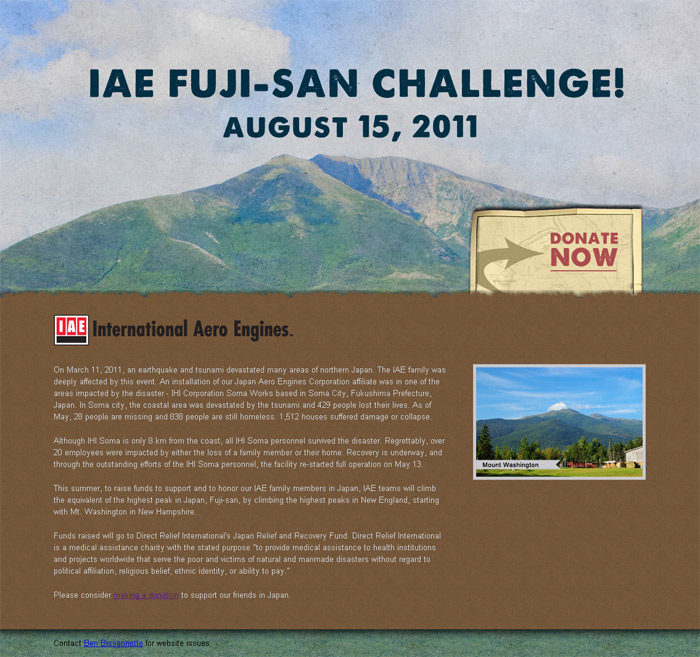 IAE FUJI-SAN CHALLENGE!
AUGUST 15, 2011
DONATE
NOW
IAE International Aero Engines.
On March 11, 2011, an earthquake and tsunami devastated many areas of northern Japan. The IAE family was
deeply affected by this event. An installation of our Japan Aero Engines Corporation affiliate was in one of the
areas impacted by the disaster - IHI Corporation Soma Works based in Soma City, Fukushima Prefecture,
Japan. In Soma city, the coastal area was devastated by the tsunami and 429 people lost their lives. As of
May, 28 people are missing and 838 people are still homeless. 1,512 houses suffered damage or collapse.
Although IHI Soma is only 8 km from the coast, all IHI Soma personnel survived the disaster. Regrettably, over
20 employees were impacted by either the loss of a family member or their home. Recovery is underway, and
through the outstanding efforts of the IHI Soma personnel, the facility re-started full operation on May 13.
This summer, to raise funds to support and to honor our IAE family members in Japan, IAE teams will climb
the equivalent of the highest peak in Japan, Fuji-san, by climbing the highest peaks in New England, starting
with Mt. Washington in New Hampshire.
Funds raised will go to Direct Relief International's Japan Relief and Recovery Fund. Direct Relief International
is a medical assistance charity with the stated purpose "to provide medical assistance to health institutions
and projects worldwide that serve the poor and victims of natural and manmade disasters without regard to
political affiliation, religious belief, ethnic identity, or ability to pay."
Please consider making a donation to support our friends in Japan.
Mount Washington
Contact Ben Bissonnette for website issues.